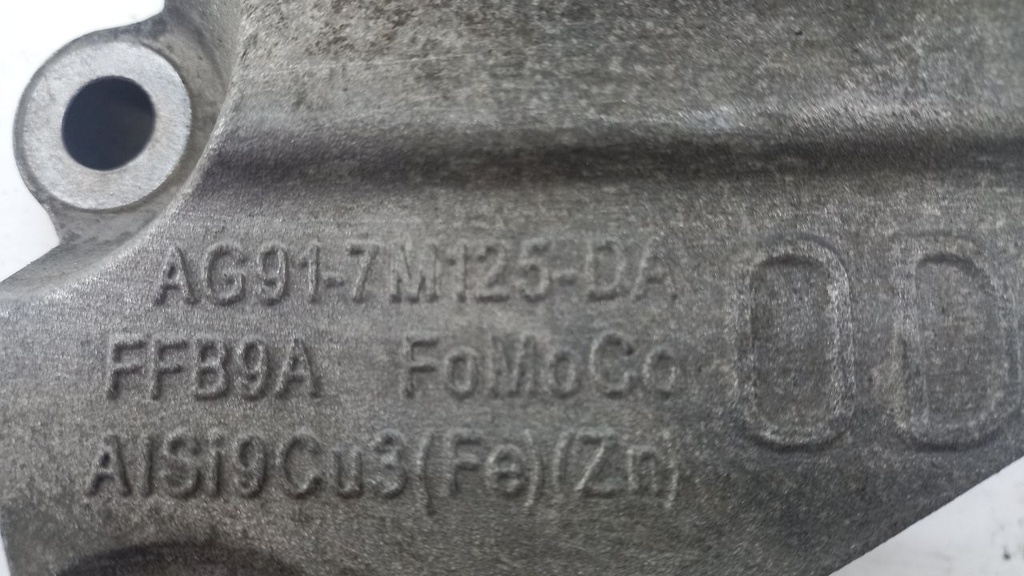 AG91-7M125-DA
FFB9A FoMoCo
AlSi9Cu3(Fe)(Zn)